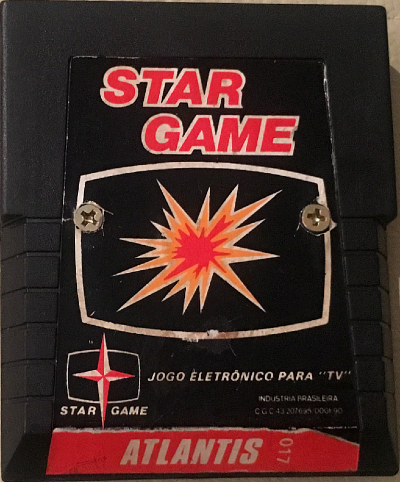 STAR
GAME
JOGO ELETRÔNICO PARA "TV"
INDUSTRIA BRASILEIRA
STAR GAME
ATLANTIS 017